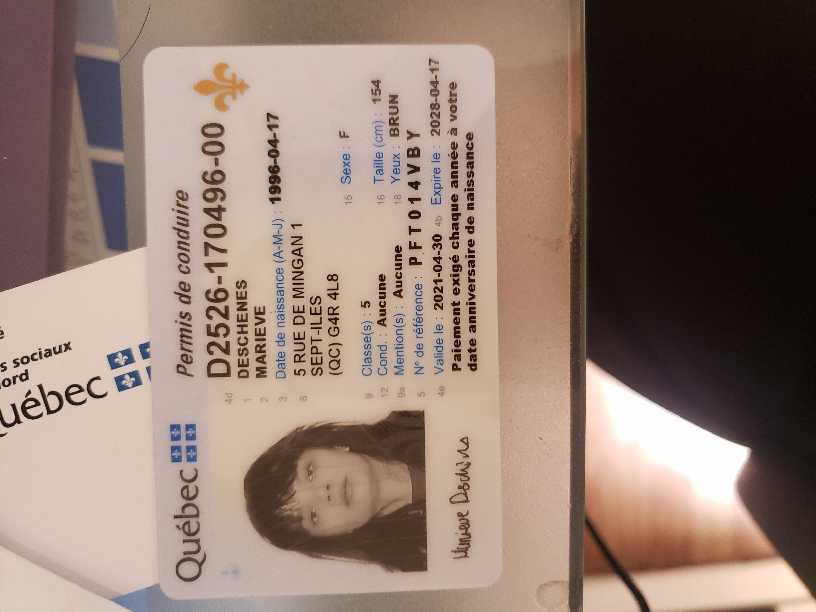 s sociaux
ord
Québec
Québec
Permis de conduire
4d D2526-170496-00
1 DESCHENES
2 MARIEVE
3 Date de naissance (A-M-J) : 1996-04-17
8 5 RUE DE MINGAN 1
SEPT-ILES
(QC) G4R 4L8
15 Sexe : F
9 Classe(s) : 5
12 Cond. : Aucune 16 Taille (cm) : 154
9a Mention(s) : Aucune 18 Yeux : BRUN
5 N° de référence : PFT014VBY
4a Valide le : 2021-04-30 4b Expire le : 2028-04-17
Paiement exigé chaque année à votre
date anniversaire de naissance